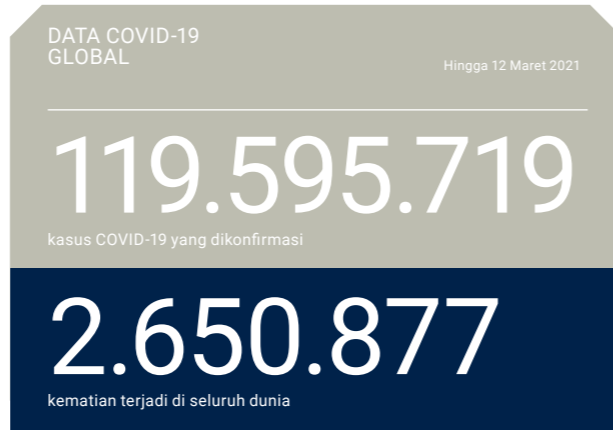 DATA COVID-19
GLOBAL
Hingga 12 Maret 2021
119.595.719
kasus COVID-19 yang dikonfirmasi
2.650.877
kematian terjadi di seluruh dunia